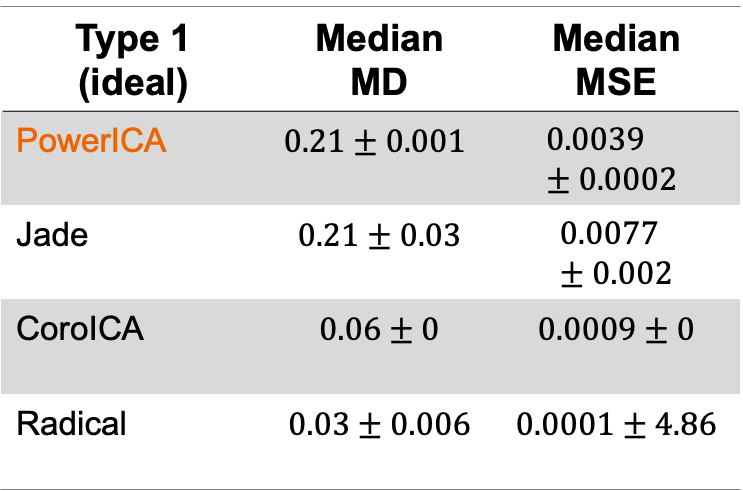 Type 1 Median Median
(ideal) MD MSE
PowerICA 0.21 ± 0.001 0.0039
± 0.0002
Jade 0.21 ± 0.03 0.0077
± 0.002
CoroICA 0.06 ± 0 0.0009 ± 0
Radical 0.03 ± 0.006 0.0001 ± 4.86